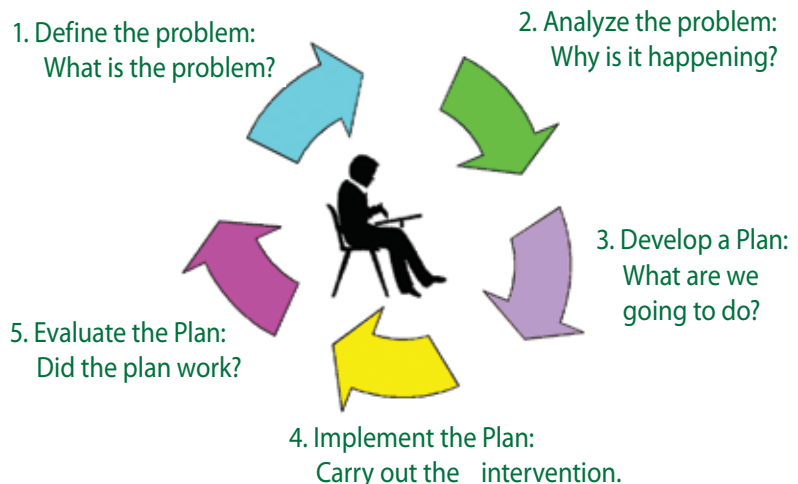 1. Define the problem:
What is the problem?
2. Analyze the problem:
Why is it happening?
3. Develop a Plan:
What are we
going to do?
4. Implement the Plan:
Carry out the intervention.
5. Evaluate the Plan:
Did the plan work?